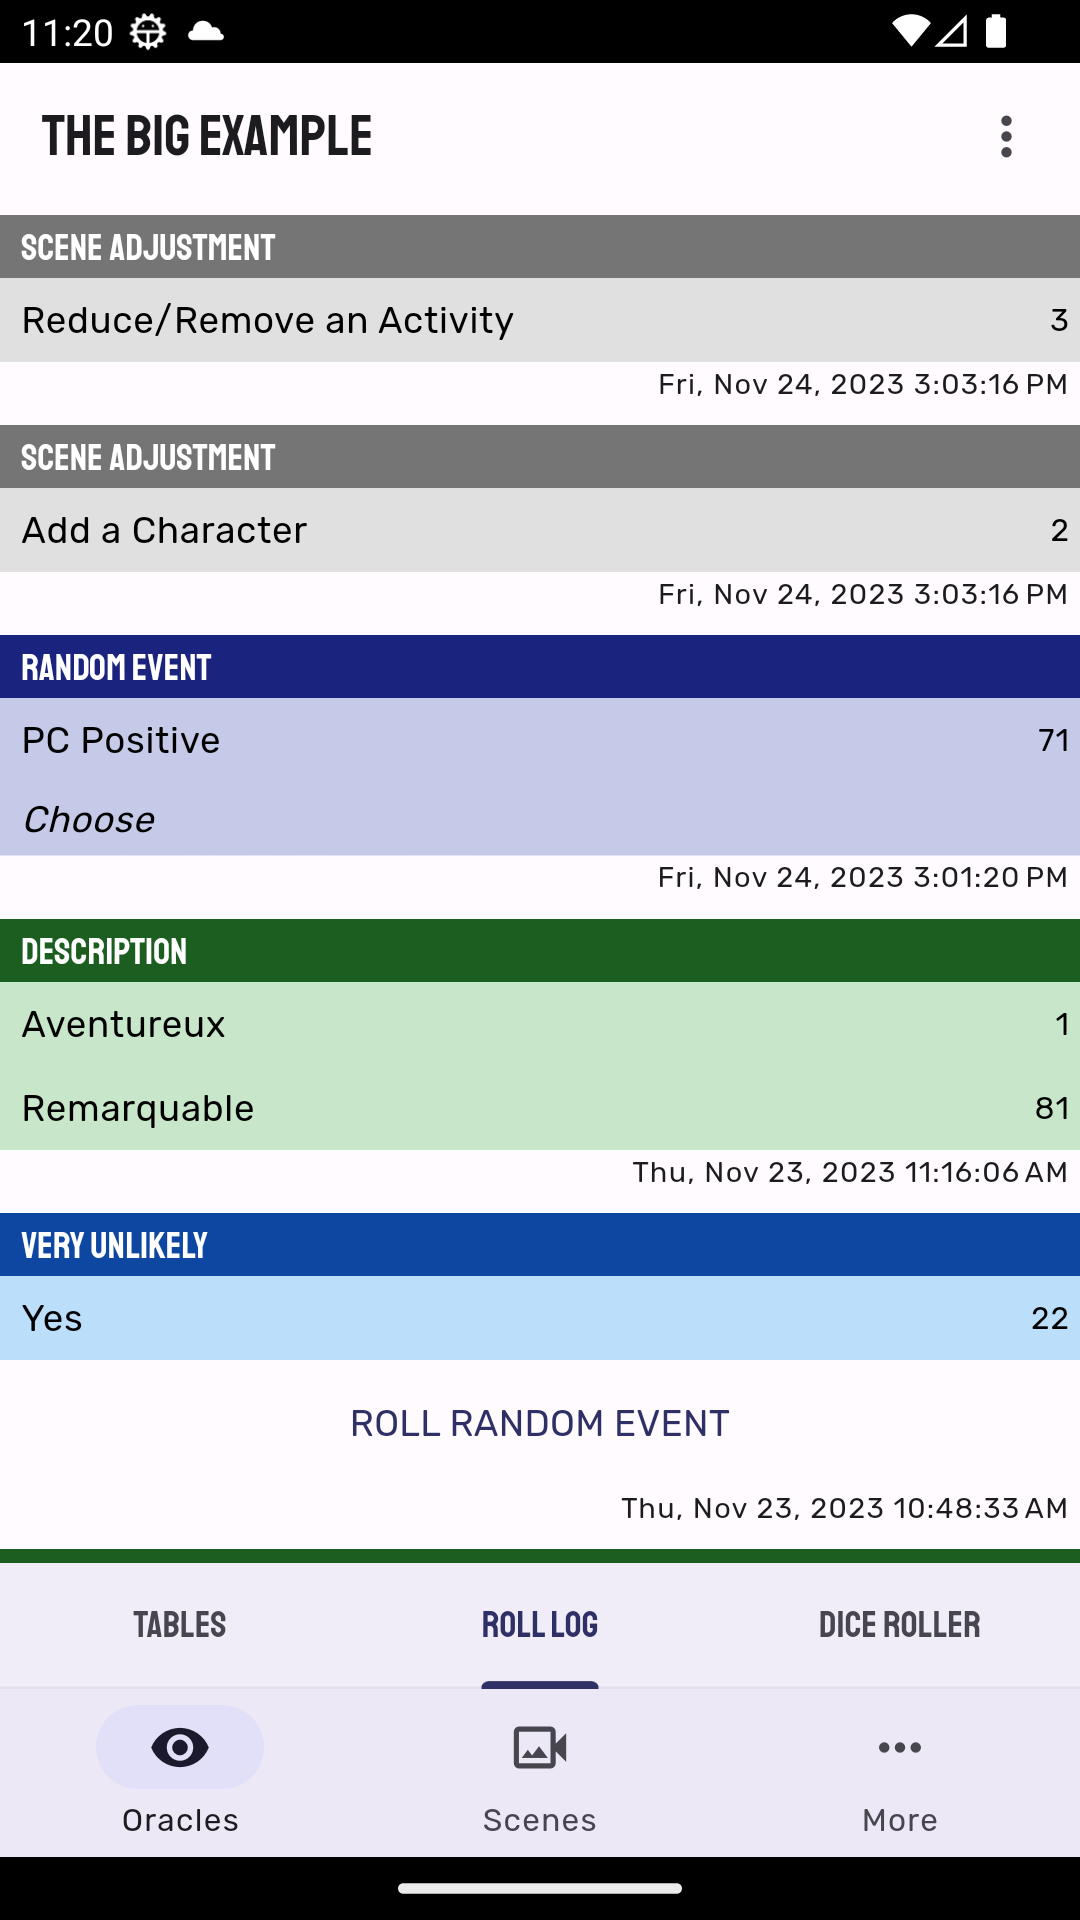 11:20
THE BIG EXAMPLE
SCENE ADJUSTMENT
Reduce/Remove an Activity 3
Fri, Nov 24, 2023 3:03:16 PM
SCENE ADJUSTMENT
Add a Character 2
Fri, Nov 24, 2023 3:03:16 PM
RANDOM EVENT
PC Positive 71
Choose
Fri, Nov 24, 2023 3:01:20 PM
DESCRIPTION
Aventureux 1
Remarquable 81
Thu, Nov 23, 2023 11:16:06 AM
VERY UNLIKELY
Yes 22
ROLL RANDOM EVENT
Thu, Nov 23, 2023 10:48:33 AM
TABLES ROLL LOG DICE ROLLER
Oracles Scenes More